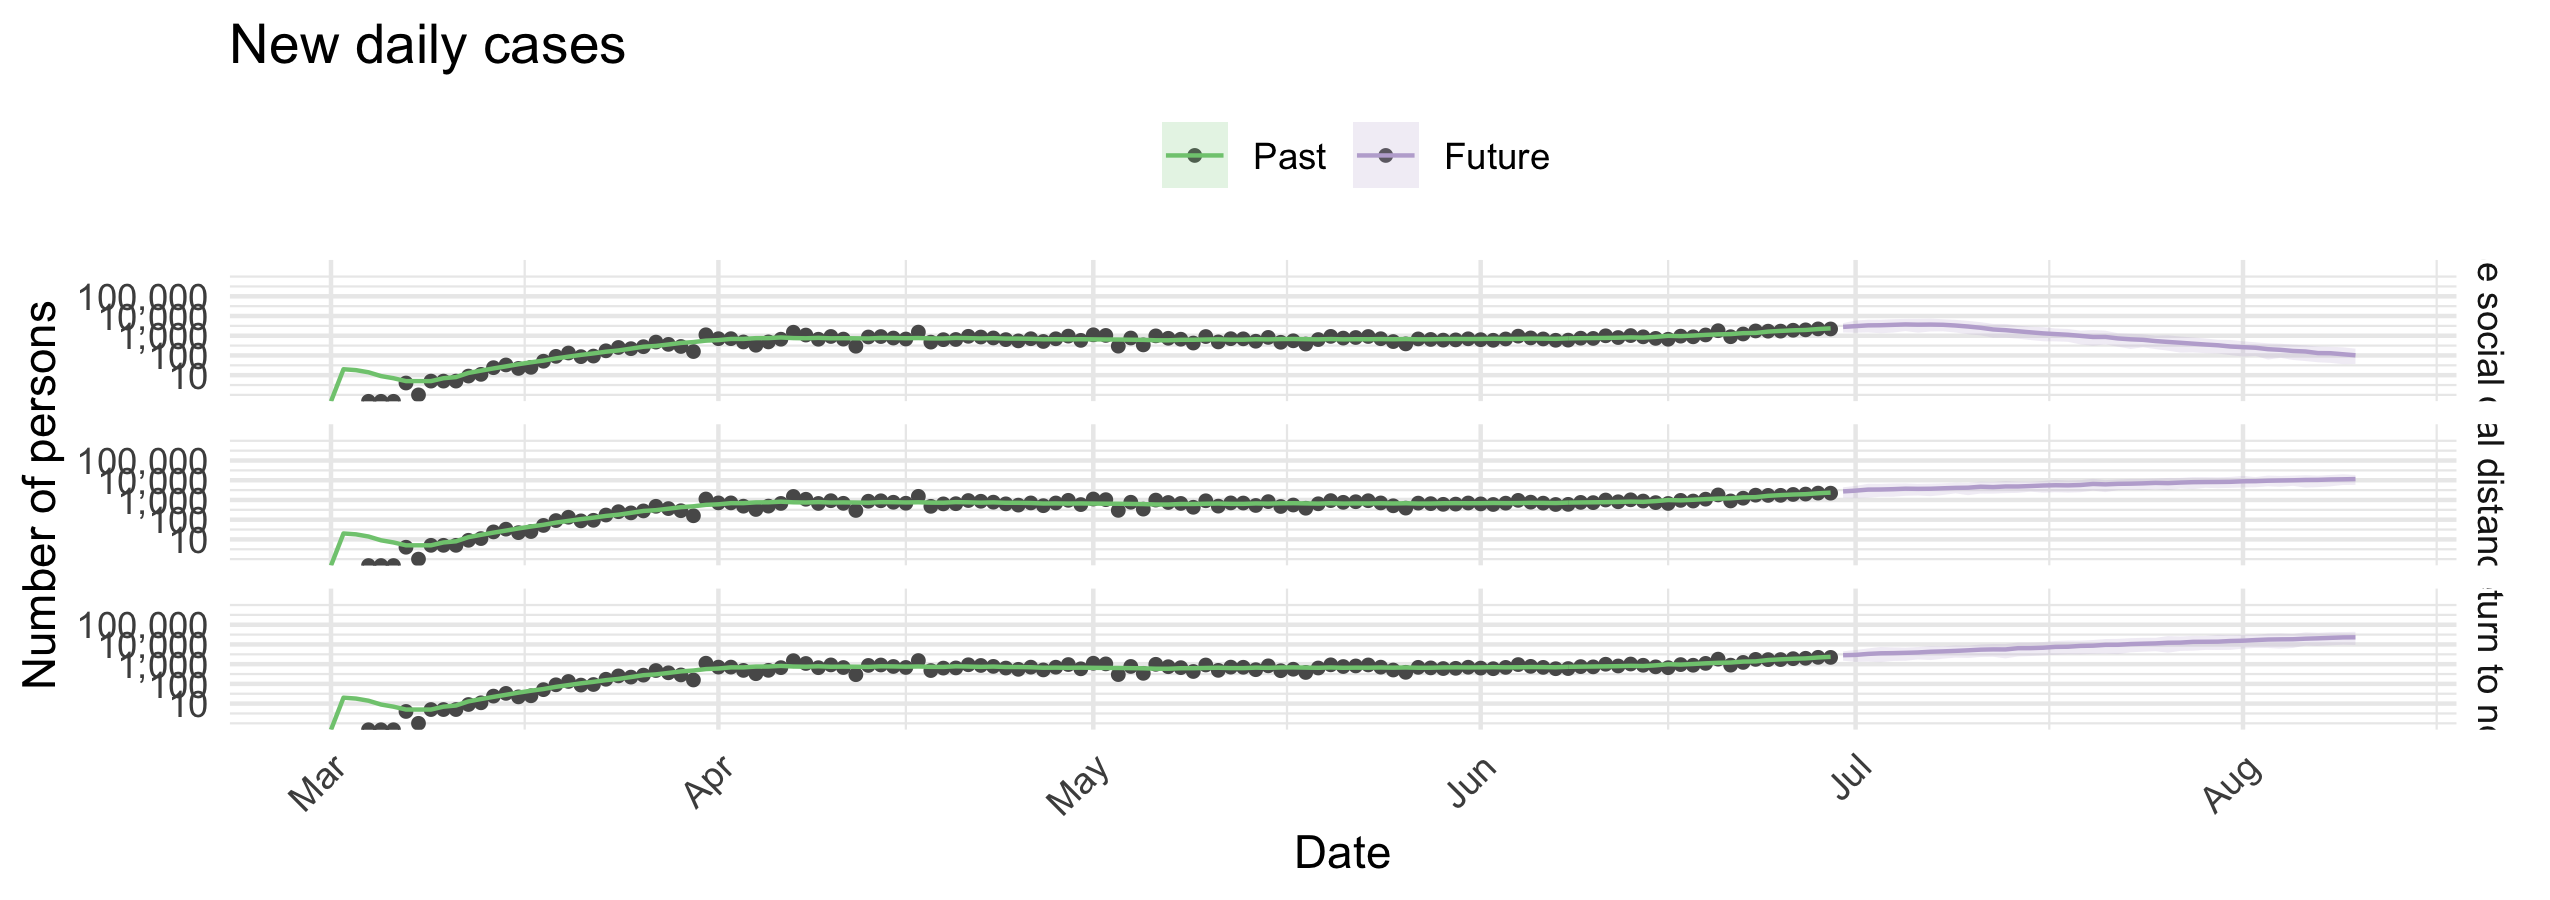 New daily cases
Past Future
Number of persons
100,000
10,000
1,000
100
10
e social
100,000
10,000
1,000
100
10
al distanc
100,000
10,000
1,000
100
10
turn to
Mar Apr May Jun Jul Aug
Date